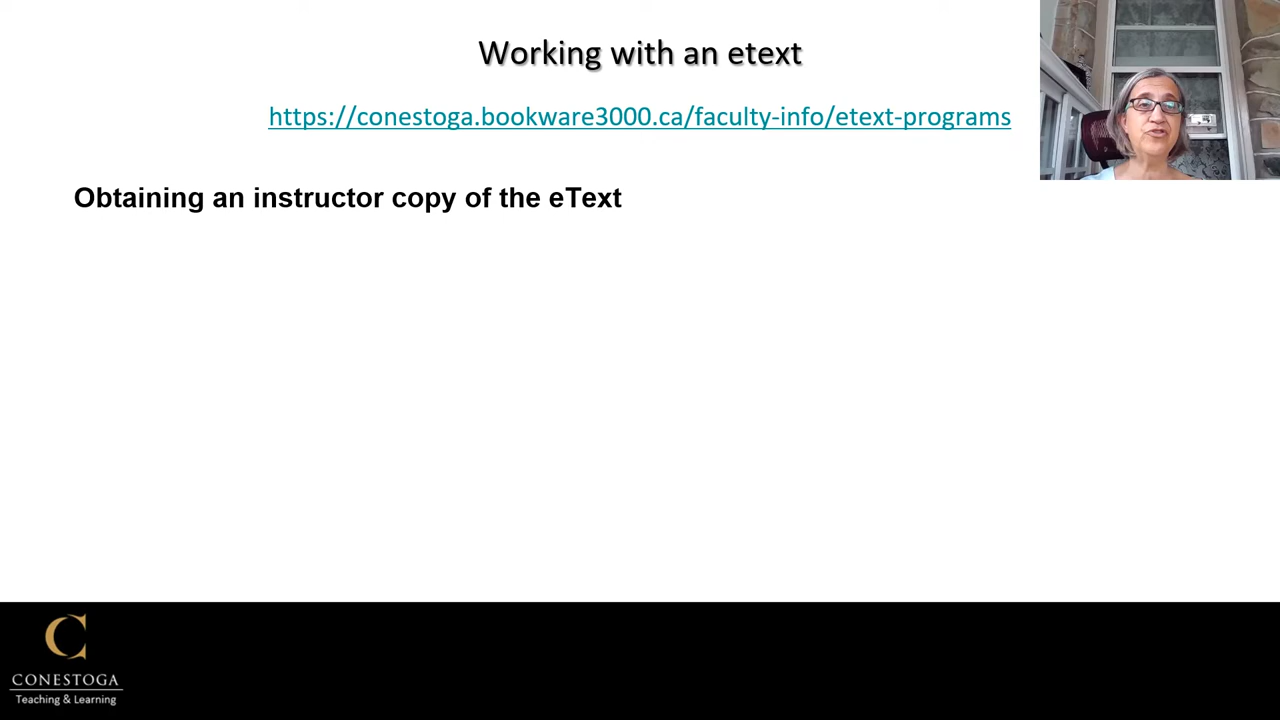 Working with an etext
https://conestoga.bookware3000.ca/faculty-info/etext-programs
Obtaining an instructor copy of the eText
C
CONESTOGA
Teaching & Learning